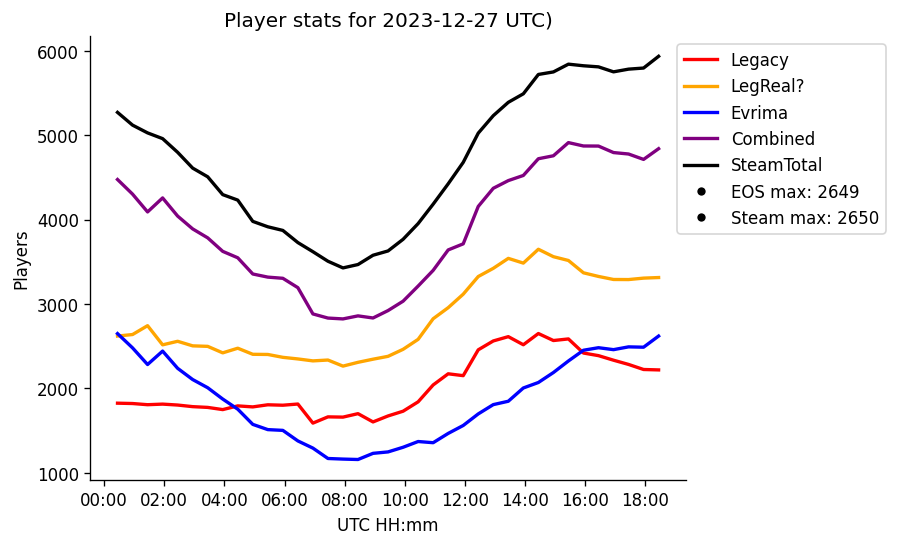 Player stats for 2023-12-27 UTC)
6000
5000
4000
3000
2000
1000
Players
00:00 02:00 04:00 06:00 08:00 10:00 12:00 14:00 16:00 18:00
UTC HH:mm
Legacy
LegReal?
Evrima
Combined
SteamTotal
EOS max: 2649
Steam max: 2650